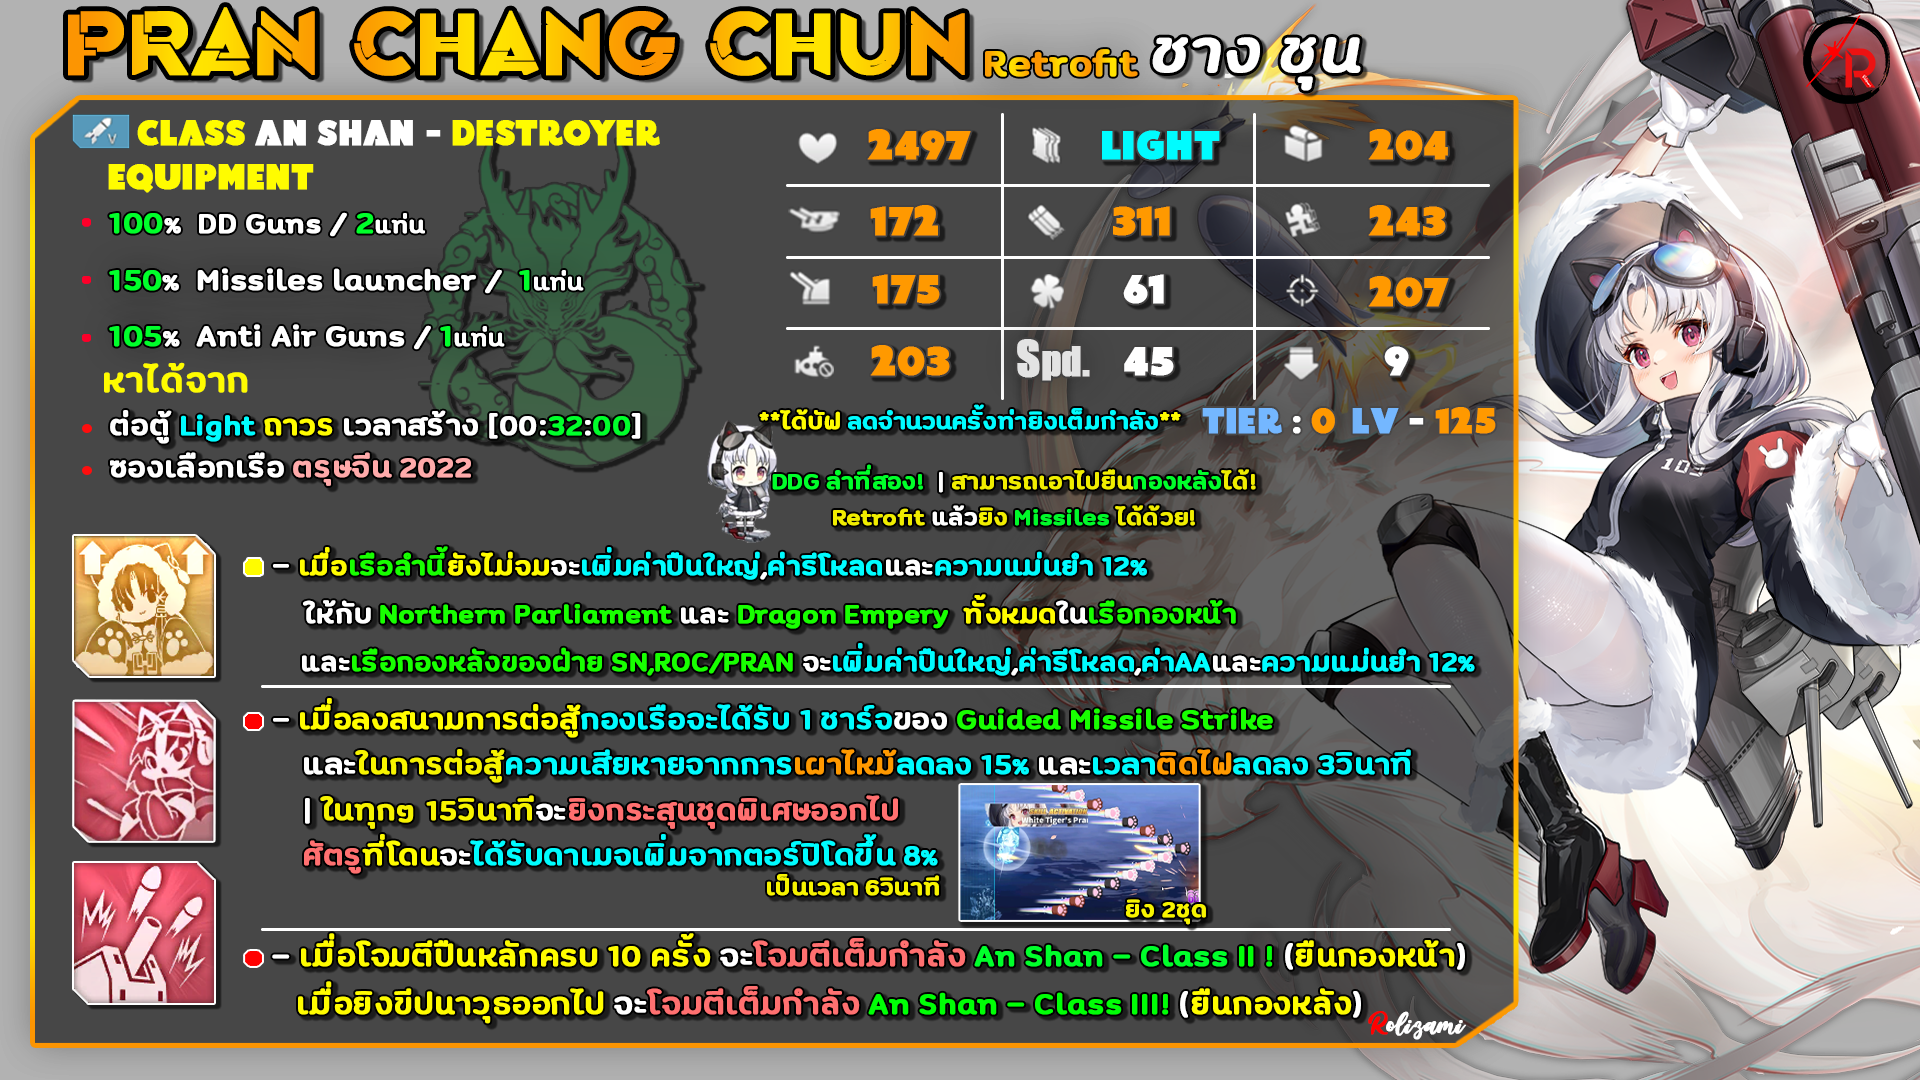 PRAN CHANG CHUN Retrofit ชาง ชุน
R
V CLASS AN SHAN - DESTROYER
EQUIPMENT
100% DD Guns / 2แท่น
150% Missiles launcher / 1แท่น
105% Anti Air Guns / 1แท่น
หาได้จาก
ต่อตู้ Light ถาวร เวลาสร้าง [00:32:00]
ซองเลือกเรือ ตรุษจีน 2022
2497 LIGHT 204
172 311 243
175 61 207
203 Spd. 45 9
**ได้บัฟ ลดจำนวนครั้งท่ายิงเต็มกำลัง** TIER : 0 LV - 125
DDG ลำที่สอง! | สามารถเอาไปยืนกองหลังได้!
Retrofit แล้วยิง Missiles ได้ด้วย!
103
- เมื่อเรือลำนี้ยังไม่จมจะเพิ่มค่าปืนใหญ่,ค่ารีโหลดและความแม่นยำ 12%
ให้กับ Northern Parliament และ Dragon Empery ทั้งหมดในเรือกองหน้า
และเรือกองหลังของฝ่าย SN,ROC/PRAN จะเพิ่มค่าปืนใหญ่,ค่ารีโหลด,ค่าAAและความแม่นยำ 12%
- เมื่อลงสนามการต่อสู้กองเรือจะได้รับ 1 ชาร์จของ Guided Missile Strike
และในการต่อสู้ความเสียหายจากการเผาไหม้ลดลง 15% และเวลาติดไฟลดลง 3วินาที
| ในทุกๆ 15วินาทีจะยิงกระสุนชุดพิเศษออกไป
ศัตรูที่โดนจะได้รับดาเมจเพิ่มจากตอร์ปิโดขึ้น 8%
เป็นเวลา 6วินาที
White Tiger's Pran
ยิง 2ชุด
- เมื่อโจมตีปืนหลักครบ 10 ครั้ง จะโจมตีเต็มกำลัง An Shan - Class II ! (ยืนกองหน้า)
เมื่อยิงขีปนาวุธออกไป จะโจมตีเต็มกำลัง An Shan - Class III! (ยืนกองหลัง)
Rolizami